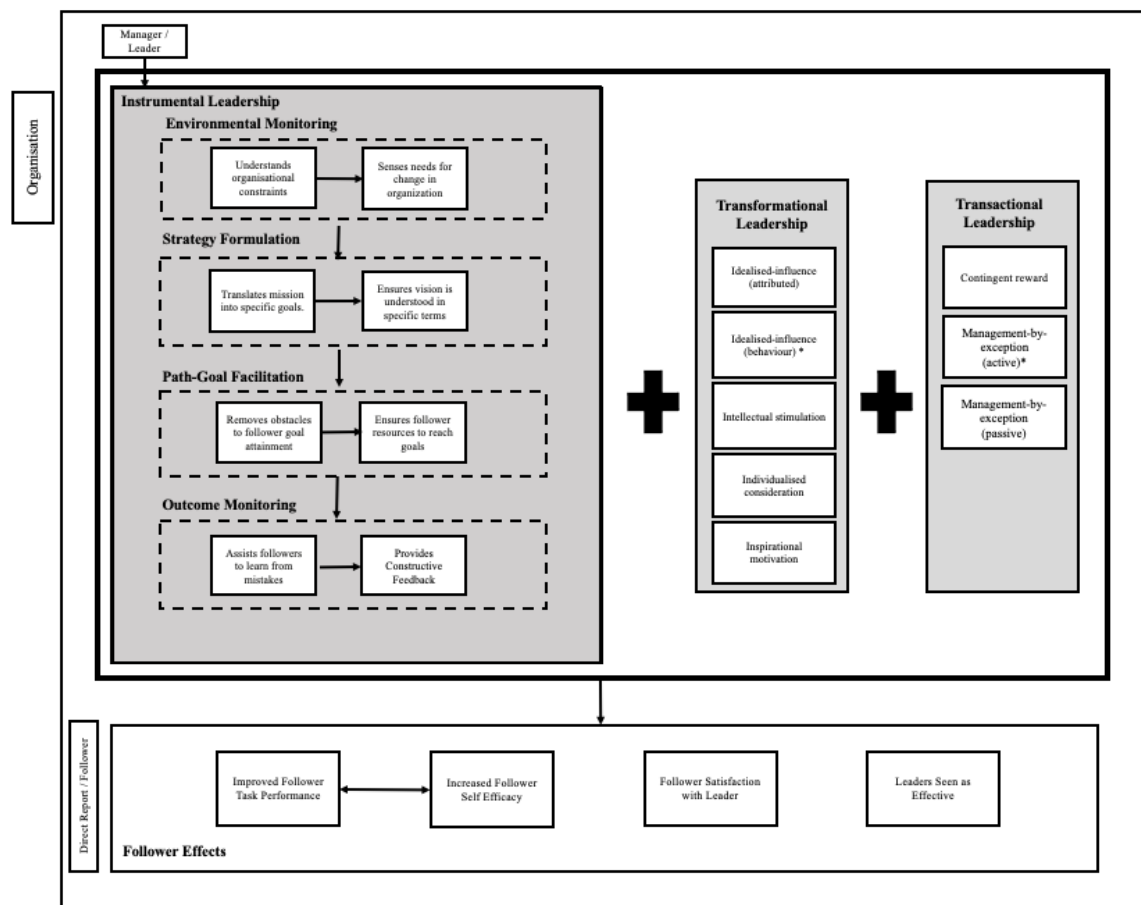 Manager /
Leader
Organisation
Instrumental Leadership
Environmental Monitoring
Understands
organisational
constraints
Senses needs for
change in
organization
Strategy Formulation
Translates mission
into specific goals.
Ensures vision is
understood in
specific terms
Path-Goal Facilitation
Removes obstacles
to follower goal
attainment
Ensures follower
resources to reach
goals
Outcome Monitoring
Assists followers
to learn from
mistakes
Provides
Constructive
Feedback
Transformational
Leadership
Idealised-influence
(attributed)
Idealised-influence
(behaviour) *
Intellectual stimulation
Individualised
consideration
Inspirational
motivation
Transactional
Leadership
Contingent reward
Management-by-
exception
(active)*
Management-by-
exception
(passive)
Direct Report / Follower
Improved Follower
Task Performance
Increased Follower
Self Efficacy
Follower Satisfaction
with Leader
Leaders Seen as
Effective
Follower Effects